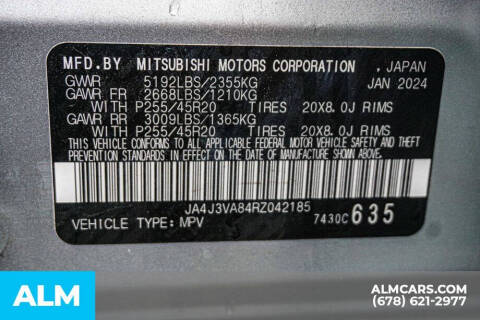 MFD.BY MITSUBISHI MOTORS CORPORATION . JAPAN
GVWR 5192LBS/2355KG JAN 2024
GAWR FR 2668LBS/1210KG
WITH P255/45R20 TIRES 20X8.0J RIMS
GAWR RR 3009LBS/1365KG
WITH P255/45R20 TIRES 20X8.0J RIMS
THIS VEHICLE CONFORMS TO ALL APPLICABLE FEDERAL MOTOR VEHICLE SAFETY, BUMPER AND THEFT
PREVENTION STANDARDS IN EFFECT ON THE DATE OF MANUFACTURE SHOWN ABOVE.
JA4J3VA84RZ042185
VEHICLE TYPE: MPV 7430C 635
ALM
ALMCARS.COM
(678) 621-2977